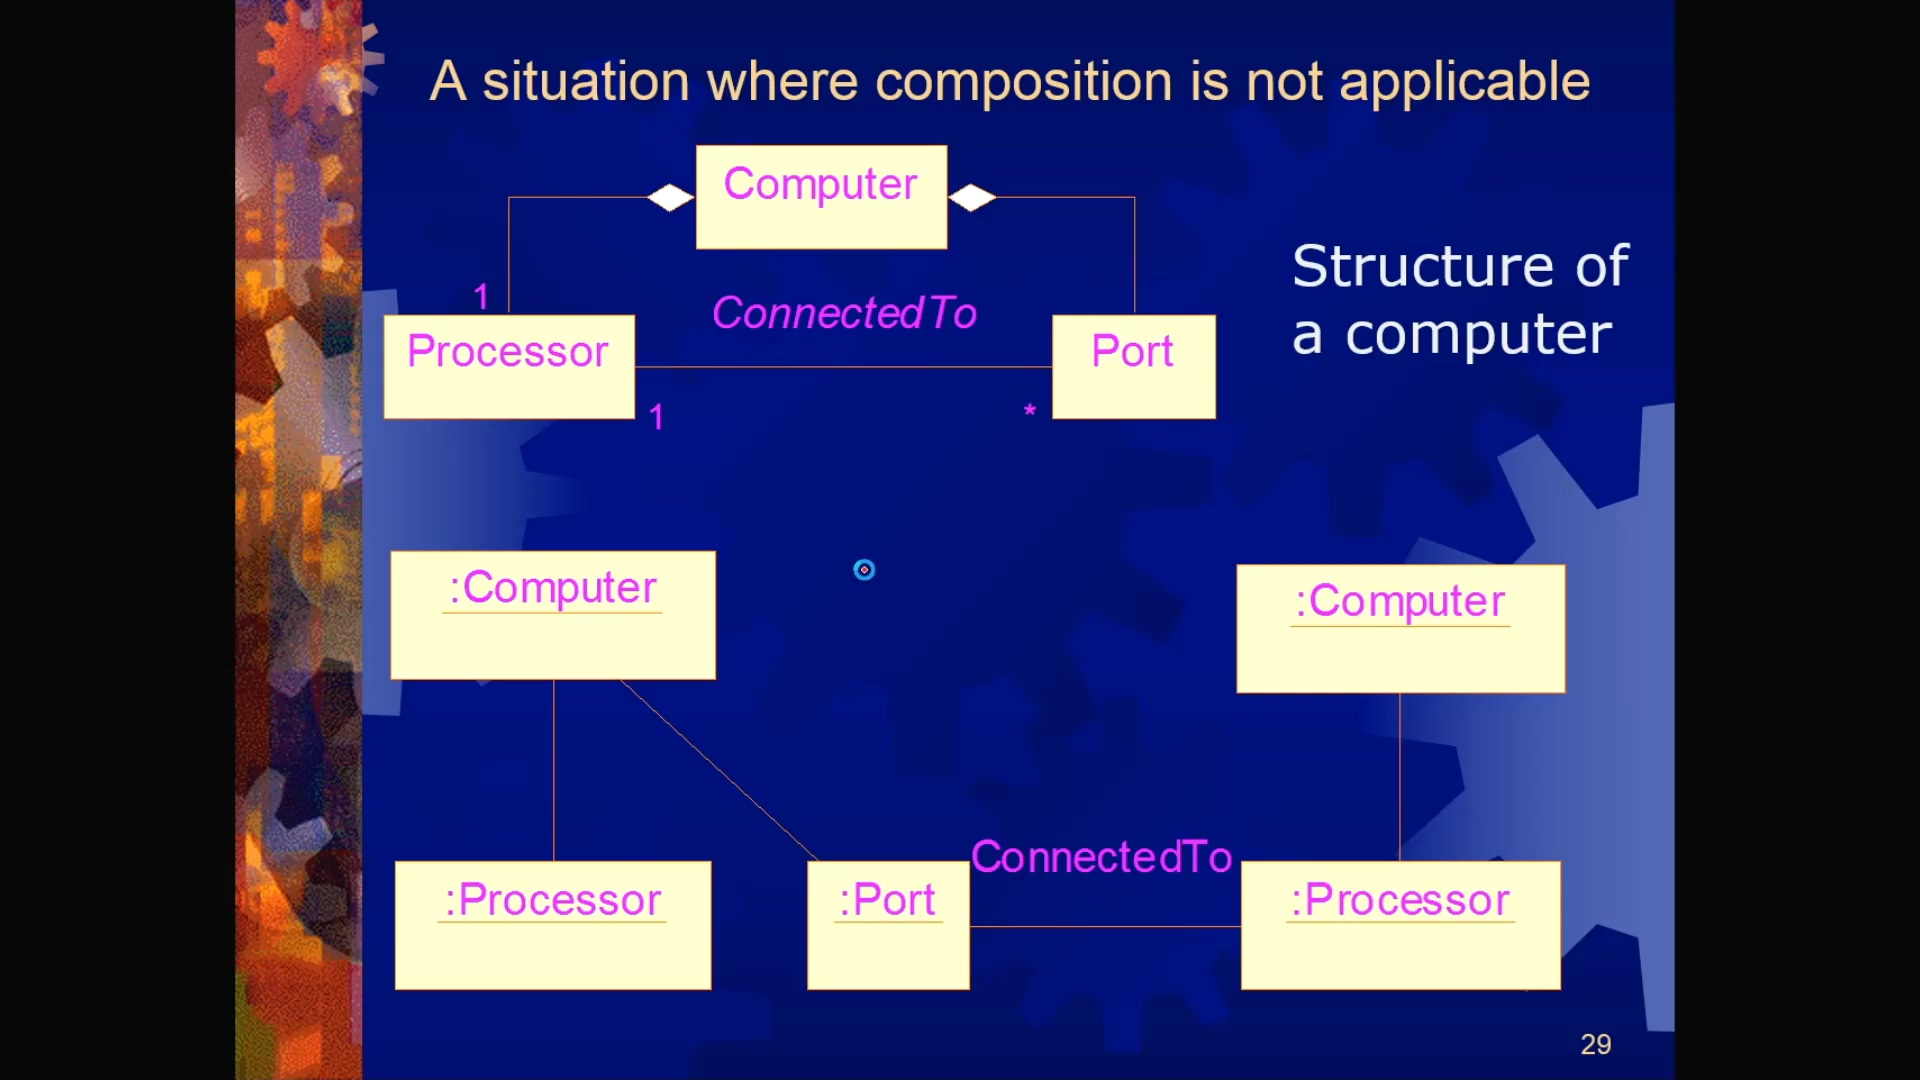 A situation where composition is not applicable
Computer
Structure of
a computer
1
ConnectedTo
Processor
Port
1
*
:Computer
:Computer
ConnectedTo
:Processor
:Port
:Processor
29